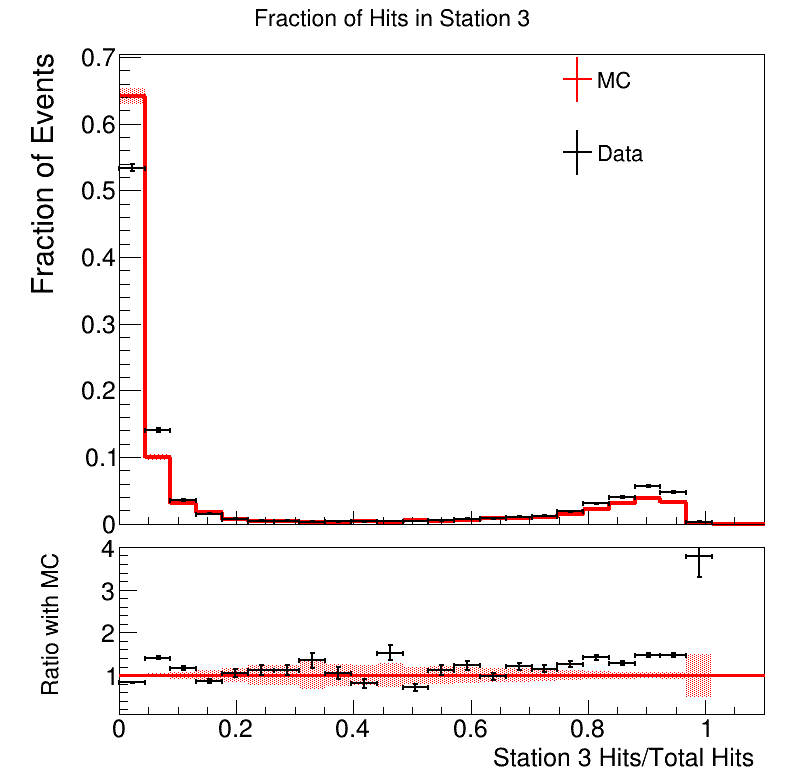 Fraction of Hits in Station 3
Fraction of Events
0.7
0.6
0.5
0.4
0.3
0.2
0.1
0
MC
Data
Ratio with MC
4
3
2
1
0 0.2 0.4 0.6 0.8 1
Station 3 Hits/Total Hits